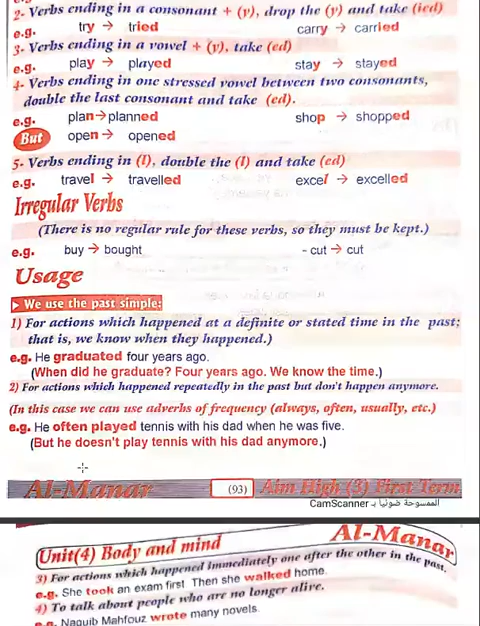 2- Verbs ending in a consonant + (y), drop the (y) and take (ied)
e.g. try → tried carry → carried
3- Verbs ending in a vowel + (y), take (ed)
e.g. play → played stay → stayed
4- Verbs ending in one stressed vowel between two consonants,
double the last consonant and take (ed).
e.g. plan→planned shop → shopped
But open → opened
5- Verbs ending in (l), double the (l) and take (ed)
e.g. travel → travelled excel → excelled
Irregular Verbs
(There is no regular rule for these verbs, so they must be kept.)
e.g. buy → bought - cut → cut
Usage
► We use the past simple:
1) For actions which happened at a definite or stated time in the past;
that is, we know when they happened.)
e.g. He graduated four years ago.
(When did he graduate? Four years ago. We know the time.)
2) For actions which happened repeatedly in the past but don't happen anymore.
(In this case we can use adverbs of frequency (always, often, usually, etc.)
e.g. He often played tennis with his dad when he was five.
(But he doesn't play tennis with his dad anymore.)
Al-Manar (93) Aim High (3) First Term
الممسوحة ضوئيا بـ CamScanner
Al-Manar
Unit(4) Body and mind
3) For actions which happened immediately one after the other in the past.
e.g. She took an exam first. Then she walked home.
4) To talk about people who are no longer alive.
e.g. Naguib Mahfouz wrote many novels.